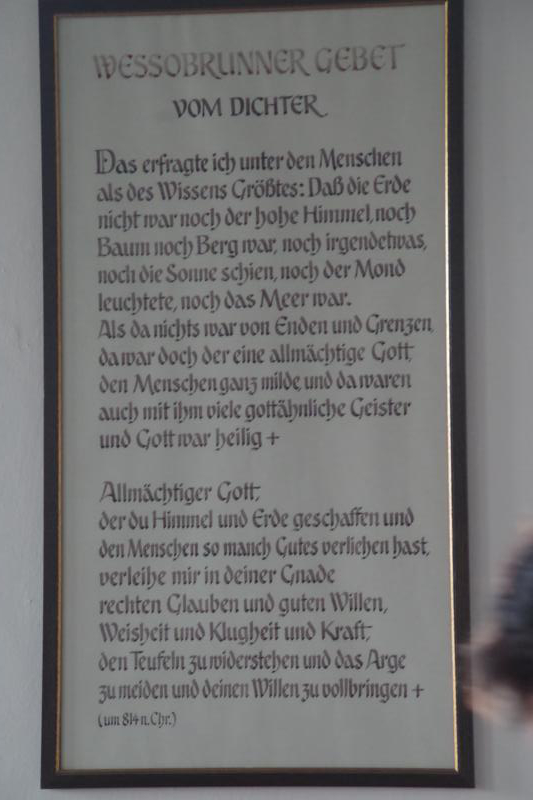 WESSOBRUNNER GEBET
VOM DICHTER
Das erfragte ich unter den Menschen
als des Wissens Größtes: Daß die Erde
nicht war noch der hohe Himmel, noch
Baum noch Berg war, noch irgendetwas,
noch die Sonne schien, noch der Mond
leuchtete, noch das Meer war.
Als da nichts war von Enden und Grenzen,
da war doch der eine allmächtige Gott,
den Menschen ganz milde, und da waren
auch mit ihm viele gottähnliche Geister
und Gott war heilig +
Allmächtiger Gott,
der du Himmel und Erde geschaffen und
den Menschen so manch Gutes verliehen hast,
verleihe mir in deiner Gnade
rechten Glauben und guten Willen,
Weisheit und Klugheit und Kraft,
den Teufeln zu widerstehen und das Arge
zu meiden und deinen Willen zu vollbringen +
(um 814 n. Chr.)